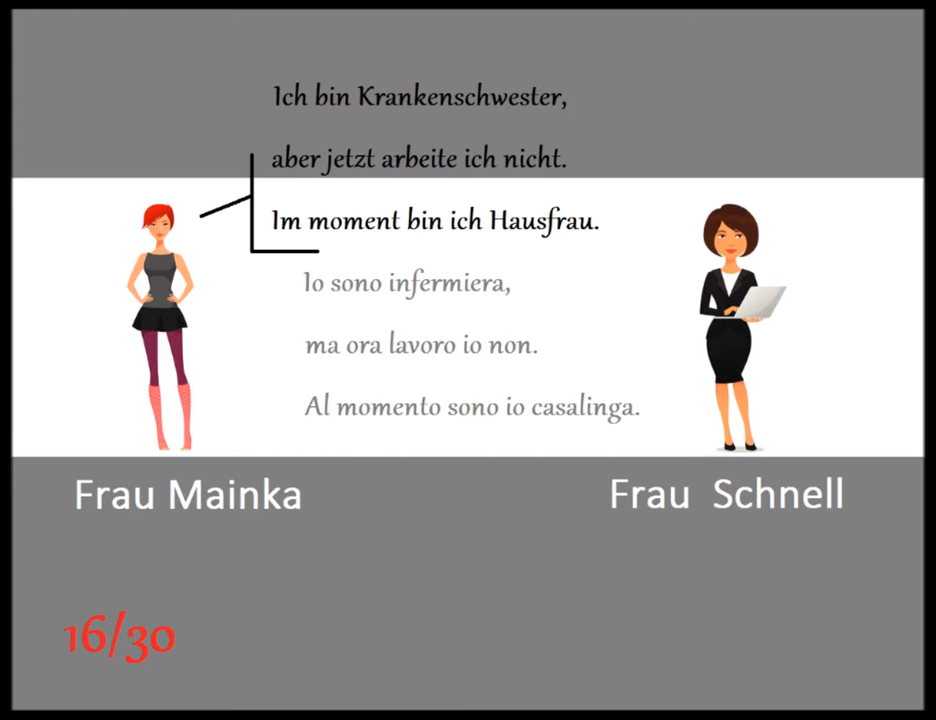 Ich bin Krankenschwester,
aber jetzt arbeite ich nicht.
Im moment bin ich Hausfrau.
Io sono infermiera,
ma ora lavoro io non.
Al momento sono io casalinga.
Frau Mainka
Frau Schnell
16/30